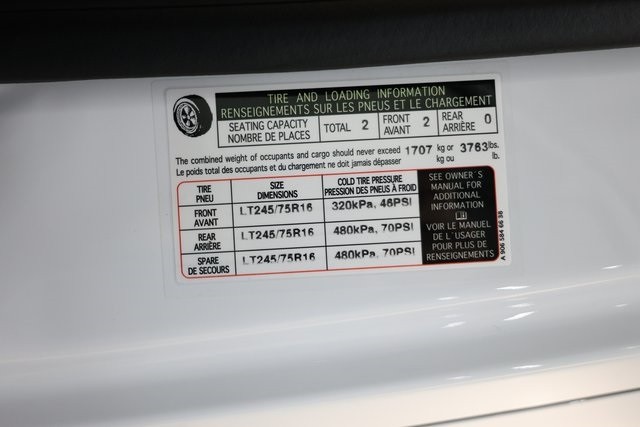 TIRE AND LOADING INFORMATION
RENSEIGNEMENTS SUR LES PNEUS ET LE CHARGEMENT
SEATING CAPACITY TOTAL 2 FRONT 2 REAR 0
NOMBRE DE PLACES AVANT ARRIÈRE
The combined weight of occupants and cargo should never exceed 1707 kg or 3763 lbs.
Le poids total des occupants et du chargement ne doit jamais dépasser kg ou lb.
TIRE SIZE COLD TIRE PRESSURE
PNEU DIMENSIONS PRESSION DES PNEUS À FROID
FRONT LT245/75R16 320kPa, 46PSI
AVANT
REAR LT245/75R16 480kPa, 70PSI
ARRIÈRE
SPARE LT245/75R16 480kPa, 70PSI
DE SECOURS
SEE OWNER'S
MANUAL FOR
ADDITIONAL
INFORMATION
VOIR LE MANUEL
DE L'USAGER
POUR PLUS DE
RENSEIGNEMENTS
A 906 584 66 38